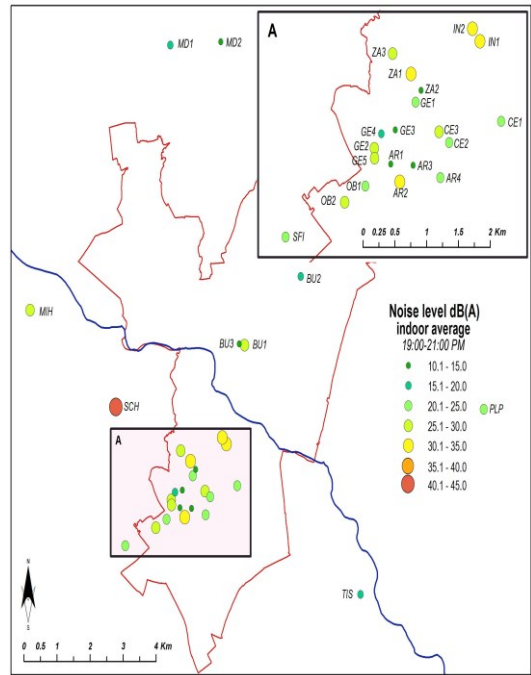 MD1
MD2
A
IN2
IN1
ZA3
ZA1
ZA2
GE1
CE1
GE4
GE3
CE3
GE2
CE2
GE5
AR1
AR3
OB1
AR2
AR4
OB2
SFI
0 0.25 0.5 1 2 Km
BU2
MIH
BU3 BU1
Noise level dB(A)
indoor average
19:00-21:00 PM
10.1 - 15.0
15.1 - 20.0
20.1 - 25.0
25.1 - 30.0
30.1 - 35.0
35.1 - 40.0
40.1 - 45.0
PLP
SCH
A
TIS
N
S
0 0.5 1 2 3 4 Km